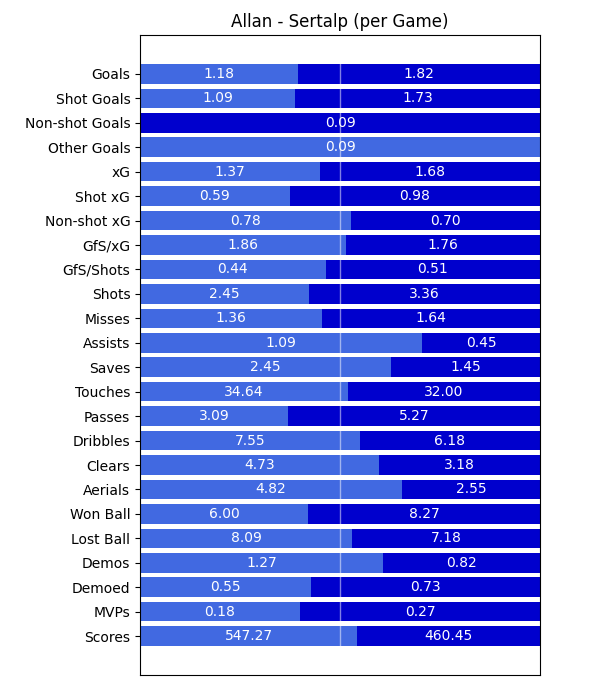 Allan - Sertalp (per Game)
Goals 1.18 1.82
Shot Goals 1.09 1.73
Non-shot Goals 0.09
Other Goals 0.09
xG 1.37 1.68
Shot xG 0.59 0.98
Non-shot xG 0.78 0.70
GfS/xG 1.86 1.76
GfS/Shots 0.44 0.51
Shots 2.45 3.36
Misses 1.36 1.64
Assists 1.09 0.45
Saves 2.45 1.45
Touches 34.64 32.00
Passes 3.09 5.27
Dribbles 7.55 6.18
Clears 4.73 3.18
Aerials 4.82 2.55
Won Ball 6.00 8.27
Lost Ball 8.09 7.18
Demos 1.27 0.82
Demoed 0.55 0.73
MVPs 0.18 0.27
Scores 547.27 460.45